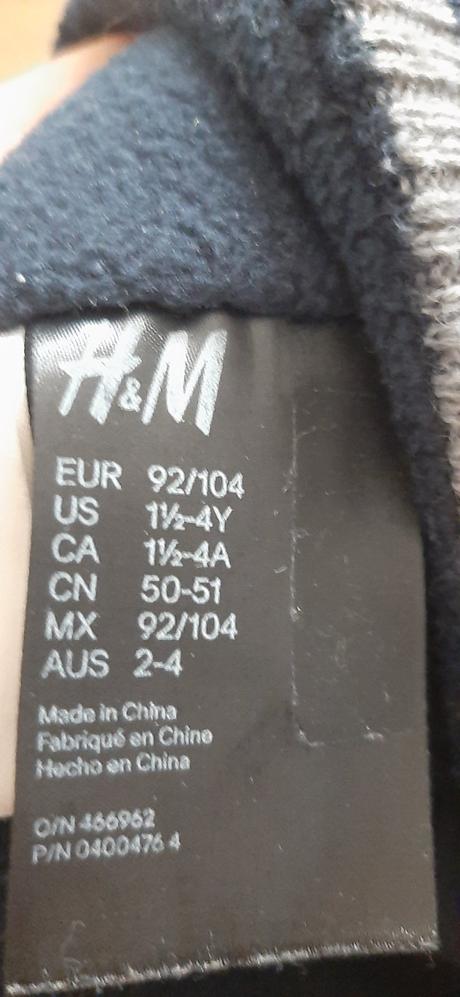 H&M
EUR 92/104
US 1½-4Y
CA 1½-4A
CN 50-51
MX 92/104
AUS 2-4
Made in China
Fabriqué en Chine
Hecho en China
O/N 466962
P/N 0400476 4